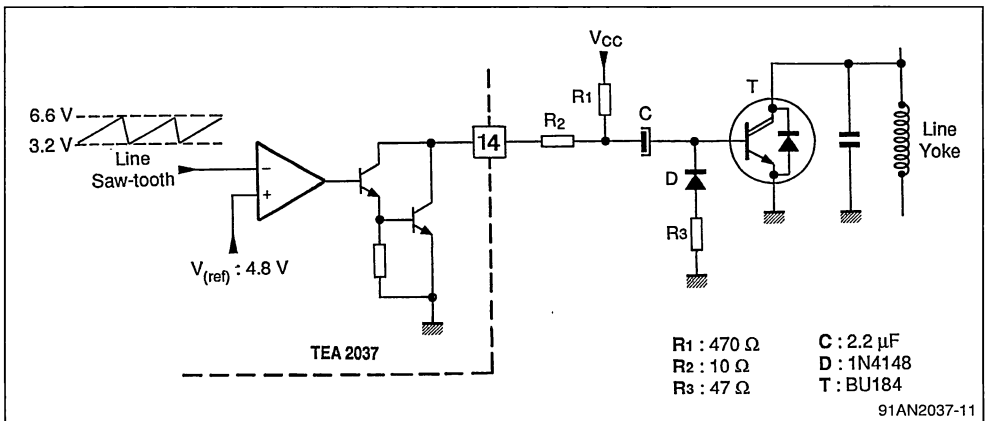 6.6 V
3.2 V
Line
Saw-tooth
−
+
V(ref) : 4.8 V
TEA 2037
14
VCC
R1
R2
C
D
R3
T
Line
Yoke
R1 : 470 Ω
R2 : 10 Ω
R3 : 47 Ω
C : 2.2 µF
D : 1N4148
T : BU184
91AN2037-11